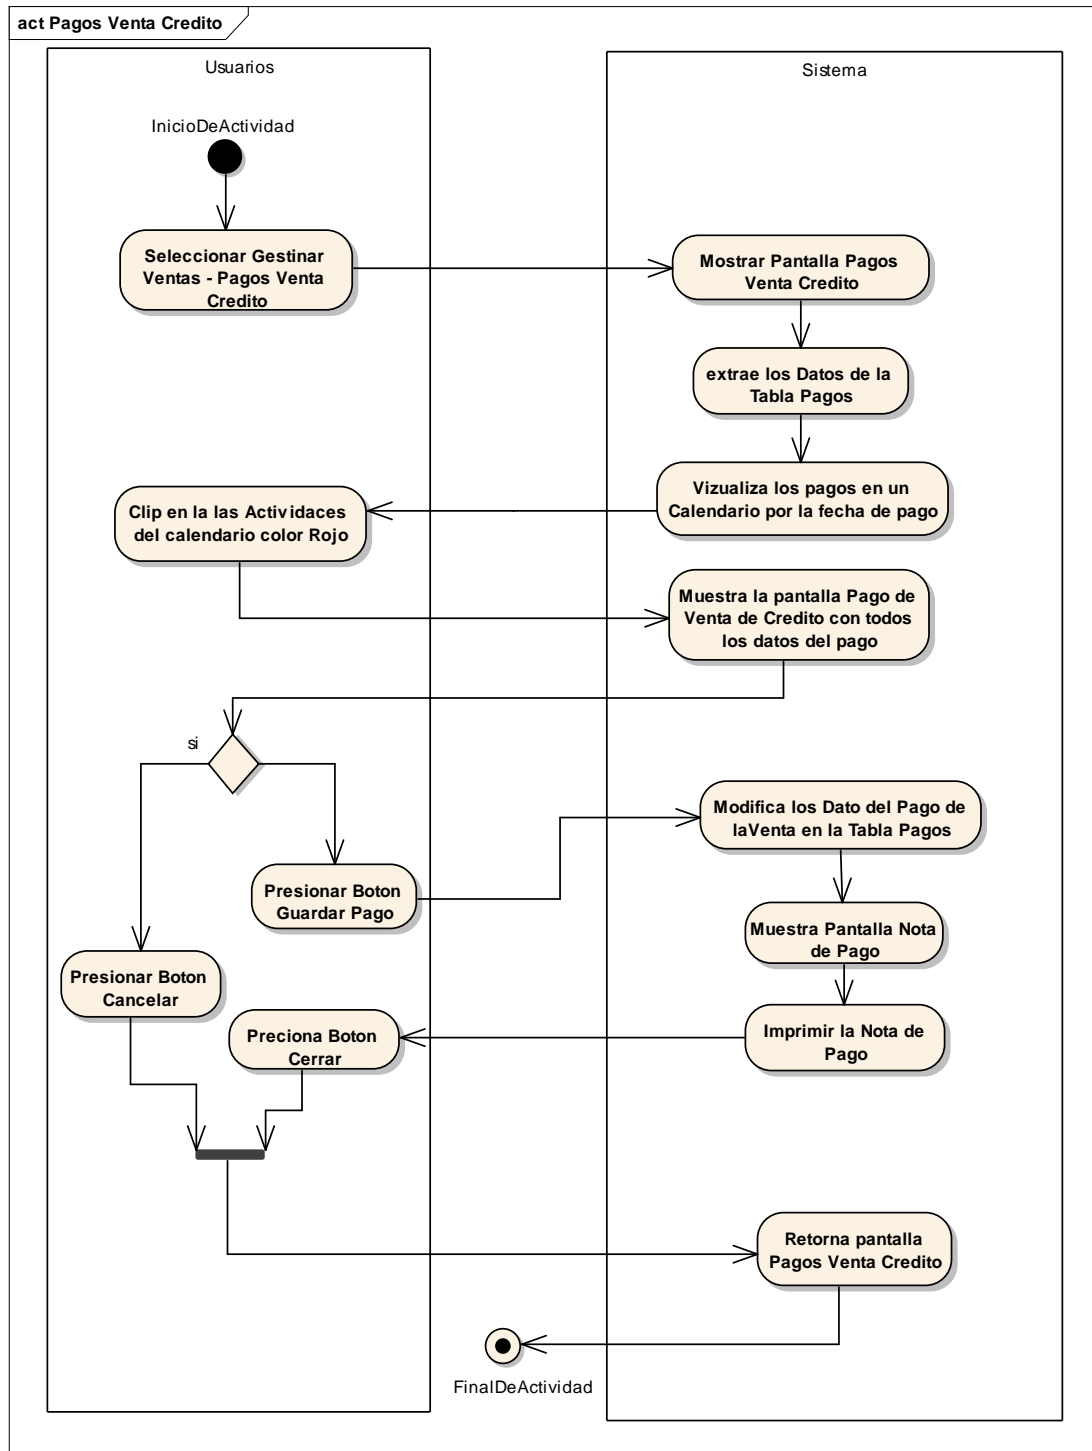 act Pagos Venta Credito
Usuarios
Sistema
InicioDeActividad
Seleccionar Gestinar
Ventas - Pagos Venta
Credito
Mostrar Pantalla Pagos
Venta Credito
extrae los Datos de la
Tabla Pagos
Vizualiza los pagos en un
Calendario por la fecha de pago
Clip en la las Actividaces
del calendario color Rojo
Muestra la pantalla Pago de
Venta de Credito con todos
los datos del pago
si
Modifica los Dato del Pago de
laVenta en la Tabla Pagos
Presionar Boton
Guardar Pago
Muestra Pantalla Nota
de Pago
Presionar Boton
Cancelar
Imprimir la Nota de
Pago
Preciona Boton
Cerrar
Retorna pantalla
Pagos Venta Credito
FinalDeActividad